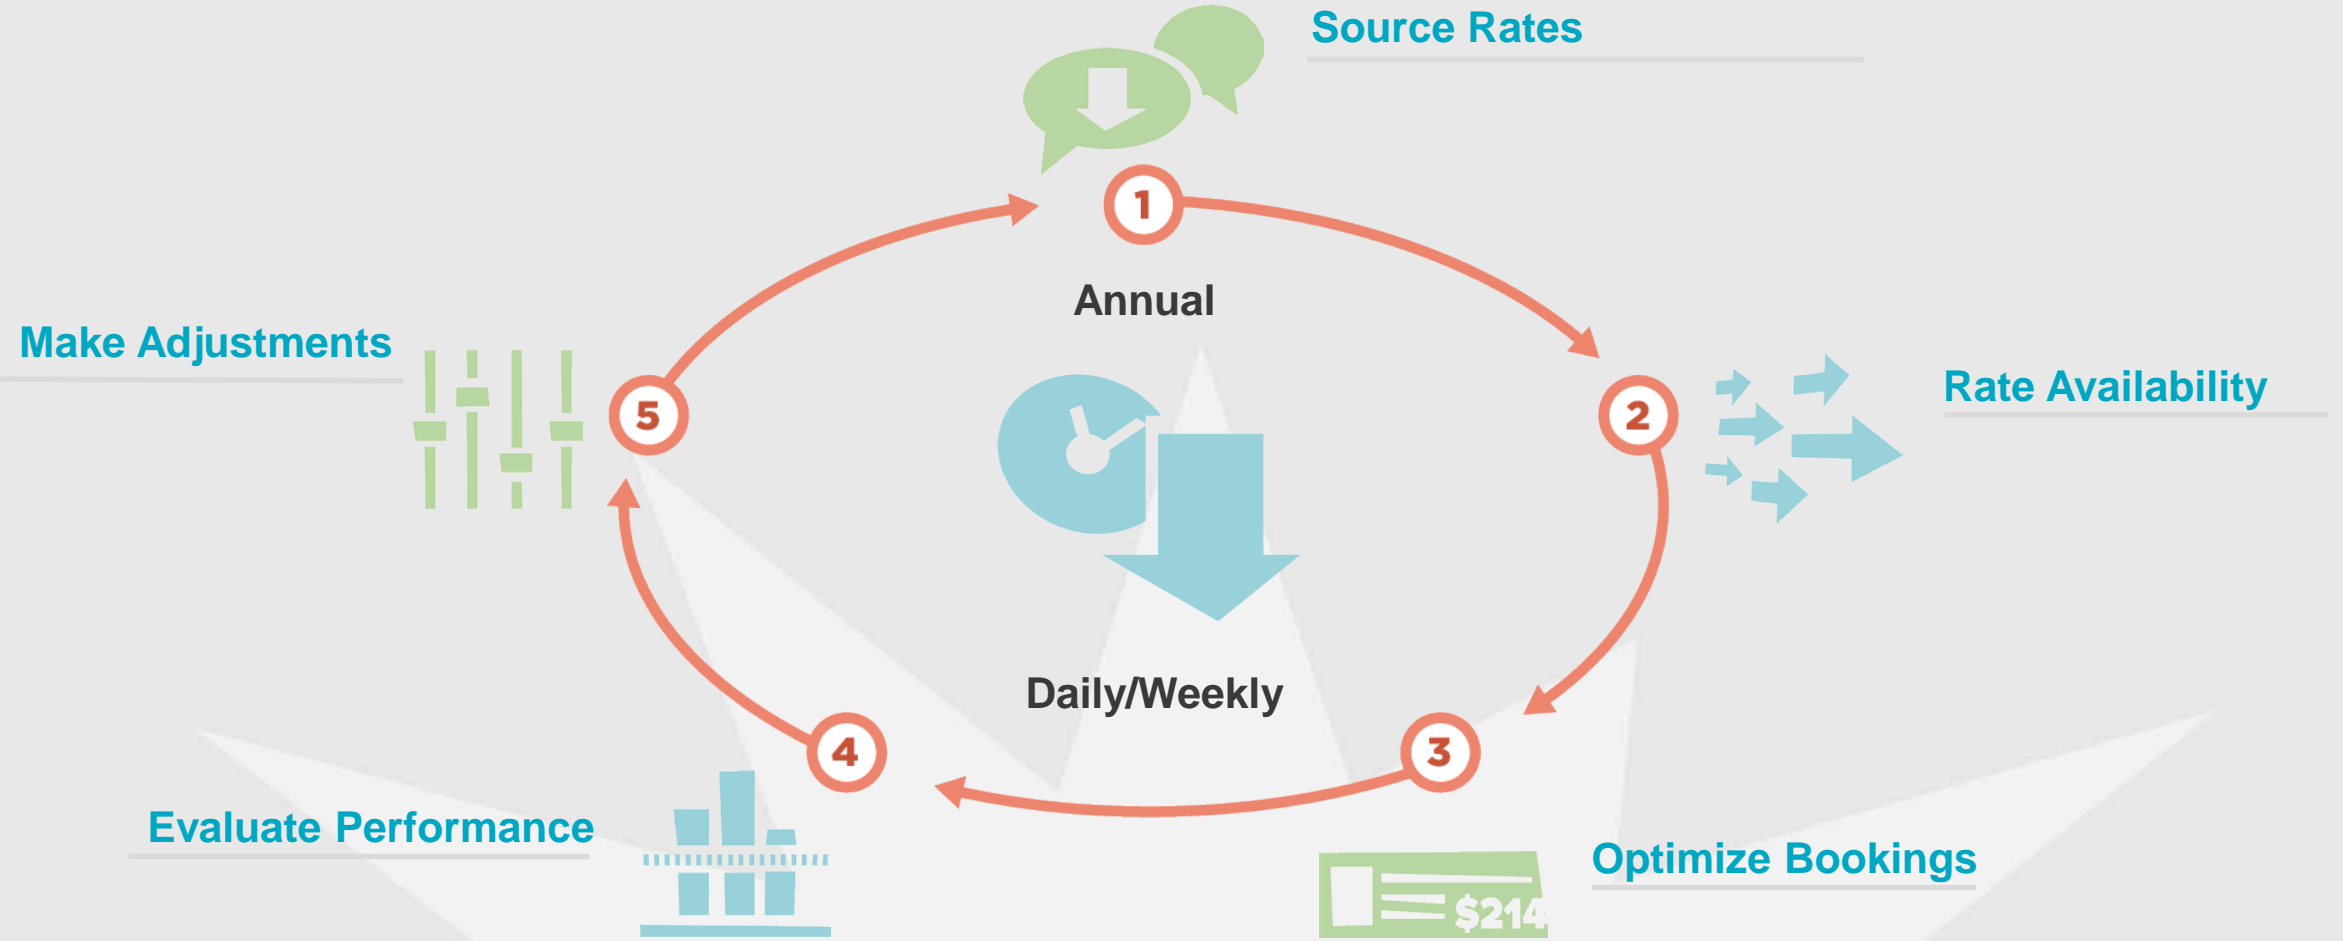 Source Rates
1
Annual
Make Adjustments
5
2
Rate Availability
Daily/Weekly
4
3
Evaluate Performance
Optimize Bookings
$214